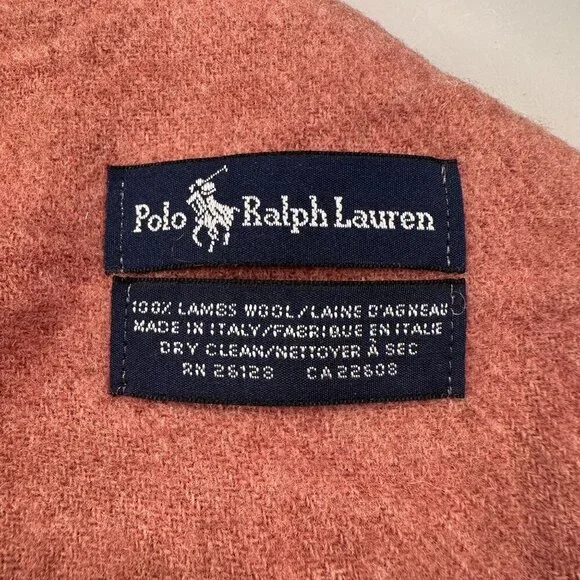 Polo Ralph Lauren
100% LAMBS WOOL/LAINE D'AGNEAU
MADE IN ITALY/FABRIQUE EN ITALIE
DRY CLEAN/NETTOYER À SEC
RN 26128 CA22608